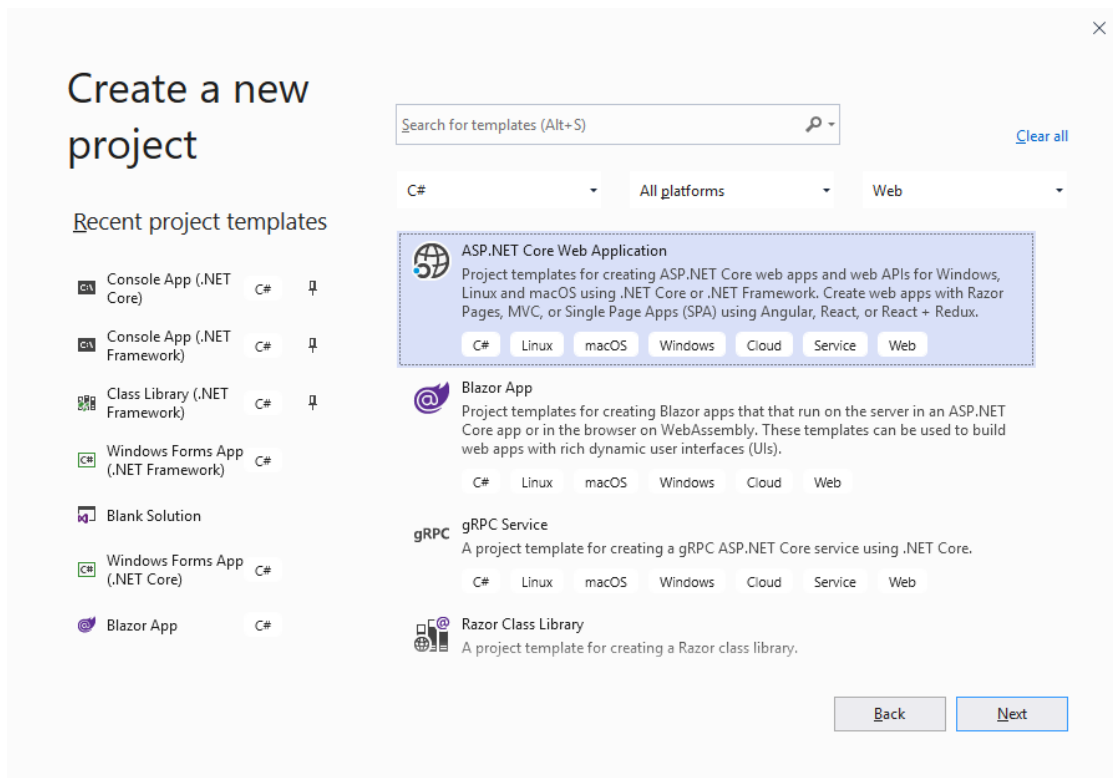 Create a new
project
Search for templates (Alt+S)
Clear all
C#
All platforms
Web
Recent project templates
Console App (.NET
Core)
C#
Console App (.NET
Framework)
C#
Class Library (.NET
Framework)
C#
Windows Forms App
(.NET Framework)
C#
Blank Solution
Windows Forms App
(.NET Core)
C#
Blazor App
C#
ASP.NET Core Web Application
Project templates for creating ASP.NET Core web apps and web APIs for Windows,
Linux and macOS using .NET Core or .NET Framework. Create web apps with Razor
Pages, MVC, or Single Page Apps (SPA) using Angular, React, or React + Redux.
C# Linux macOS Windows Cloud Service Web
Blazor App
Project templates for creating Blazor apps that that run on the server in an ASP.NET
Core app or in the browser on WebAssembly. These templates can be used to build
web apps with rich dynamic user interfaces (UIs).
C# Linux macOS Windows Cloud Web
gRPC
gRPC Service
A project template for creating a gRPC ASP.NET Core service using .NET Core.
C# Linux macOS Windows Cloud Service Web
Razor Class Library
A project template for creating a Razor class library.
Back
Next